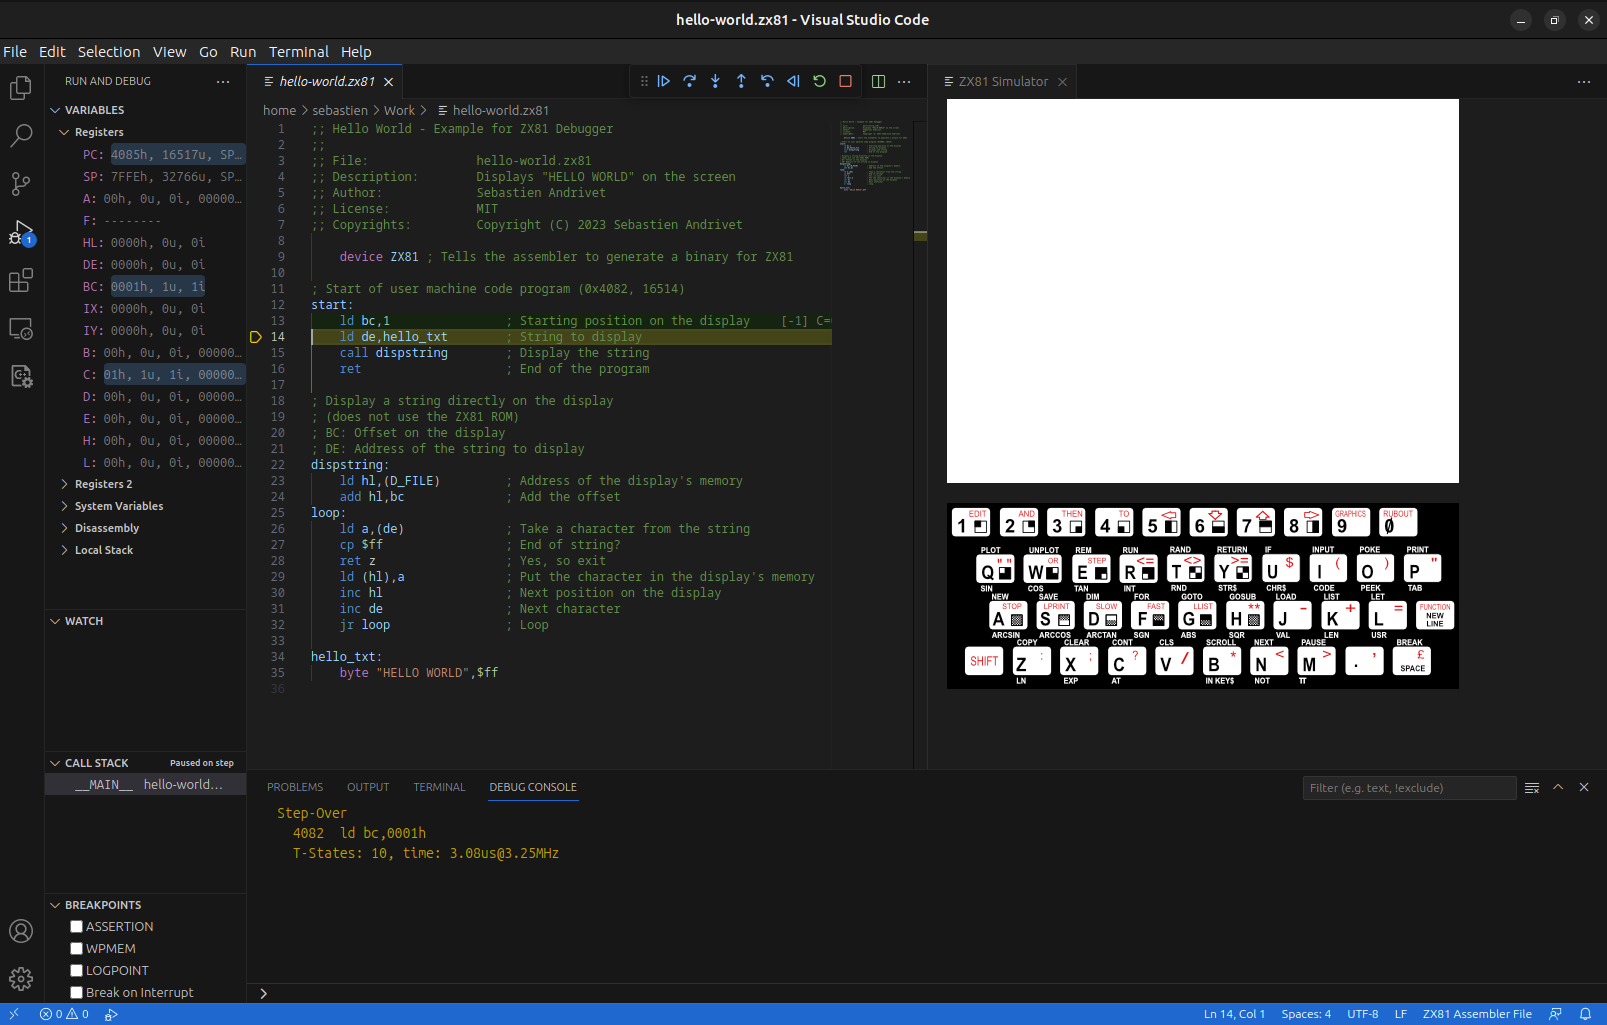 hello-world.zx81 - Visual Studio Code
File Edit Selection View Go Run Terminal Help
RUN AND DEBUG
VARIABLES
Registers
PC: 4085h, 16517u, SP…
SP: 7FFEh, 32766u, SP…
A: 00h, 0u, 0i, 00000…
F: --------
HL: 0000h, 0u, 0i
DE: 0000h, 0u, 0i
BC: 0001h, 1u, 1i
IX: 0000h, 0u, 0i
IY: 0000h, 0u, 0i
B: 00h, 0u, 0i, 00000…
C: 01h, 1u, 1i, 00000…
D: 00h, 0u, 0i, 00000…
E: 00h, 0u, 0i, 00000…
H: 00h, 0u, 0i, 00000…
L: 00h, 0u, 0i, 00000…
Registers 2
System Variables
Disassembly
Local Stack
WATCH
CALL STACK Paused on step
__MAIN__ hello-world…
BREAKPOINTS
ASSERTION
WPMEM
LOGPOINT
Break on Interrupt
1
hello-world.zx81
home > sebastien > Work > hello-world.zx81
1 ;; Hello World - Example for ZX81 Debugger
2 ;;
3 ;; File: hello-world.zx81
4 ;; Description: Displays "HELLO WORLD" on the screen
5 ;; Author: Sebastien Andrivet
6 ;; License: MIT
7 ;; Copyrights: Copyright (C) 2023 Sebastien Andrivet
8
9 device ZX81 ; Tells the assembler to generate a binary for ZX81
10
11 ; Start of user machine code program (0x4082, 16514)
12 start:
13 ld bc,1 ; Starting position on the display [-1] C=
14 ld de,hello_txt ; String to display
15 call dispstring ; Display the string
16 ret ; End of the program
17
18 ; Display a string directly on the display
19 ; (does not use the ZX81 ROM)
20 ; BC: Offset on the display
21 ; DE: Address of the string to display
22 dispstring:
23 ld hl,(D_FILE) ; Address of the display's memory
24 add hl,bc ; Add the offset
25 loop:
26 ld a,(de) ; Take a character from the string
27 cp $ff ; End of string?
28 ret z ; Yes, so exit
29 ld (hl),a ; Put the character in the display's memory
30 inc hl ; Next position on the display
31 inc de ; Next character
32 jr loop ; Loop
33
34 hello_txt:
35 byte "HELLO WORLD",$ff
36
ZX81 Simulator
EDIT AND THEN TO GRAPHICS RUBOUT
1 2 3 4 5 6 7 8 9 0
PLOT UNPLOT REM RUN RAND RETURN IF INPUT POKE PRINT
" " OR STEP <= <> >= $ ( ) "
Q W E R T Y U I O P
SIN COS TAN INT RND STR$ CHR$ CODE PEEK TAB
NEW SAVE DIM FOR GOTO GOSUB LOAD LIST LET
STOP LPRINT SLOW FAST LLIST ** - + = FUNCTION
A S D F G H J K L NEW LINE
ARCSIN ARCCOS ARCTAN SGN ABS SQR VAL LEN USR
COPY CLEAR CONT CLS SCROLL NEXT PAUSE BREAK
: ; ? / * < > , £
SHIFT Z X C V B N M . SPACE
LN EXP AT IN KEY$ NOT π
PROBLEMS OUTPUT TERMINAL DEBUG CONSOLE
Filter (e.g. text, !exclude)
Step-Over
4082 ld bc,0001h
T-States: 10, time: 3.08us@3.25MHz
>
0 0
Ln 14, Col 1 Spaces: 4 UTF-8 LF ZX81 Assembler File